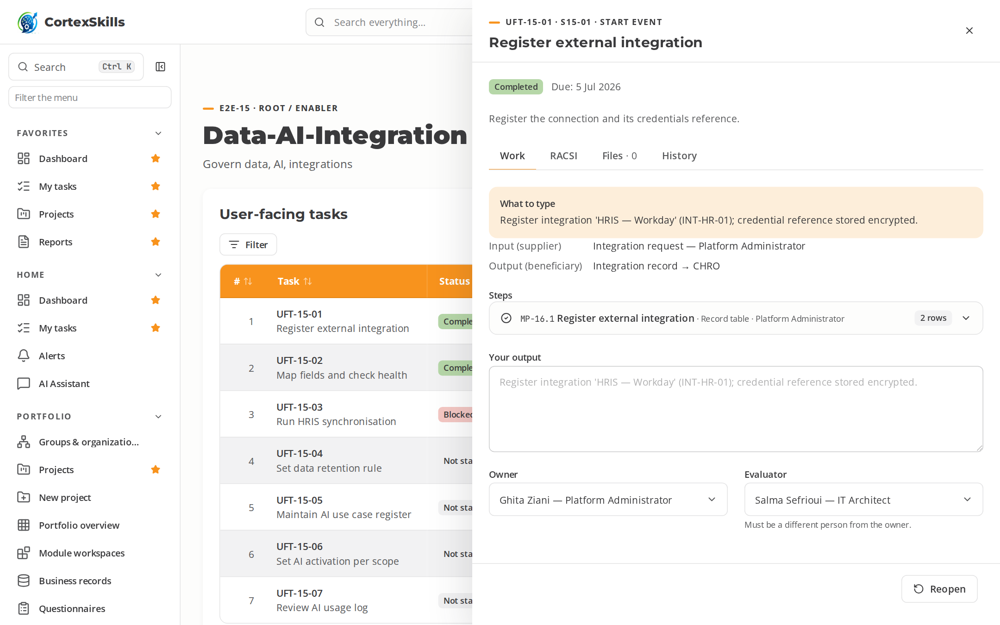 CortexSkills
Search everything...
Search
Ctrl K
Filter the menu
FAVORITES
Dashboard
My tasks
Projects
Reports
HOME
Dashboard
My tasks
Alerts
AI Assistant
PORTFOLIO
Groups & organizatio...
Projects
New project
Portfolio overview
Module workspaces
Business records
Questionnaires
E2E-15 · ROOT / ENABLER
Data-AI-Integration
Govern data, AI, integrations
User-facing tasks
Filter
# Task Status
1 UFT-15-01 Comple
Register external integration
2 UFT-15-02 Comple
Map fields and check health
3 UFT-15-03 Blocked
Run HRIS synchronisation
4 UFT-15-04 Not sta
Set data retention rule
5 UFT-15-05 Not sta
Maintain AI use case register
6 UFT-15-06 Not sta
Set AI activation per scope
7 UFT-15-07 Not sta
Review AI usage log
UFT-15-01 · S15-01 · START EVENT
Register external integration
Completed Due: 5 Jul 2026
Register the connection and its credentials reference.
Work RACSI Files · 0 History
What to type
Register integration 'HRIS — Workday' (INT-HR-01); credential reference stored encrypted.
Input (supplier) Integration request — Platform Administrator
Output (beneficiary) Integration record → CHRO
Steps
MP-16.1 Register external integration · Record table · Platform Administrator 2 rows
Your output
Register integration 'HRIS — Workday' (INT-HR-01); credential reference stored encrypted.
Owner Evaluator
Ghita Ziani — Platform Administrator Salma Sefrioui — IT Architect
Must be a different person from the owner.
Reopen